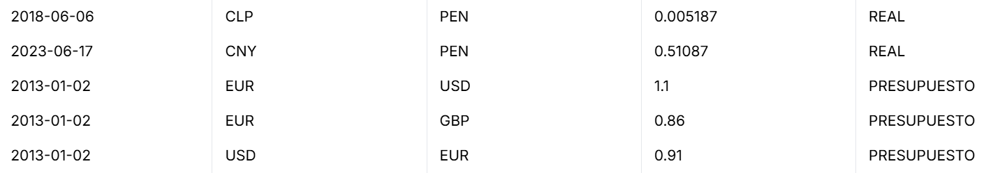 2018-06-06 CLP PEN 0.005187 REAL
2023-06-17 CNY PEN 0.51087 REAL
2013-01-02 EUR USD 1.1 PRESUPUESTO
2013-01-02 EUR GBP 0.86 PRESUPUESTO
2013-01-02 USD EUR 0.91 PRESUPUESTO